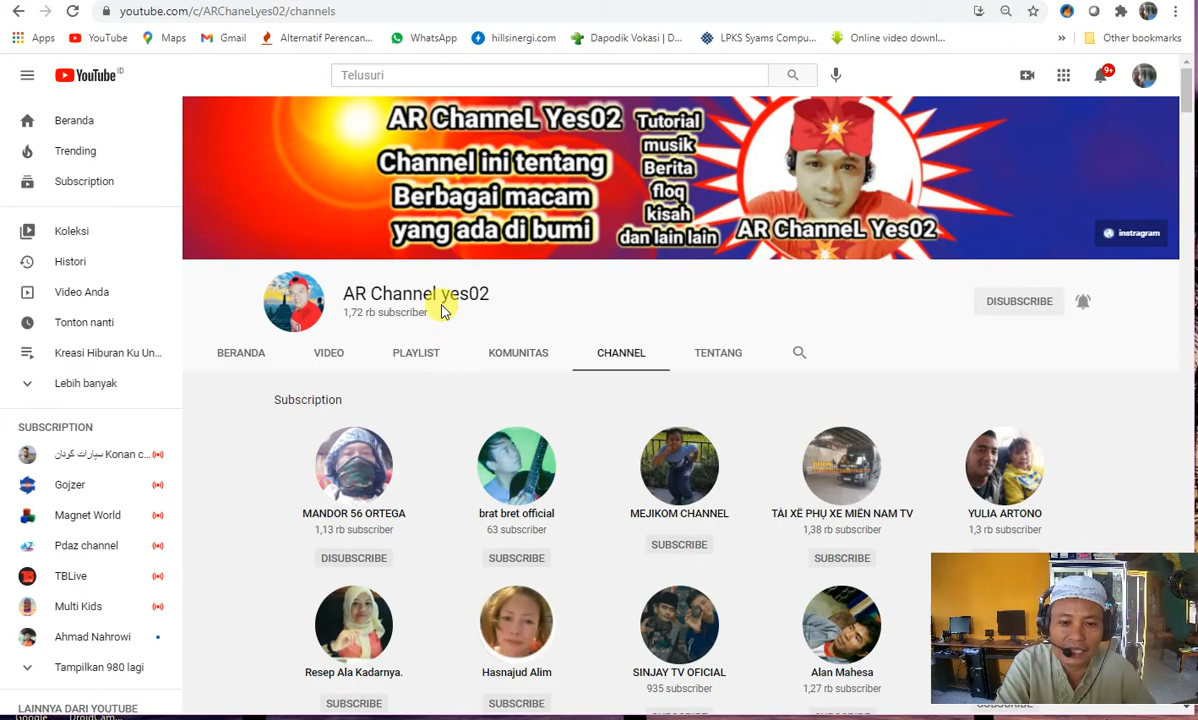 youtube.com/c/ARChaneLyes02/channels
Apps
YouTube
Maps
Gmail
Alternatif Perencan...
WhatsApp
hillsinergi.com
Dapodik Vokasi | D...
LPKS Syams Compu...
Online video downl...
»
Other bookmarks
YouTube ID
Telusuri
9+
Beranda
Trending
Subscription
Koleksi
Histori
Video Anda
Tonton nanti
Kreasi Hiburan Ku Un...
Lebih banyak
SUBSCRIPTION
سيارات كردان Konan c...
Gojzer
Magnet World
Pdaz channel
TBLive
Multi Kids
Ahmad Nahrowi
Tampilkan 980 lagi
LAINNYA DARI YOUTUBE
AR ChanneL Yes02
Channel ini tentang
Berbagai macam
yang ada di bumi
Tutorial
musik
Berita
floq
kisah
dan lain lain
AR ChanneL Yes02
instragram
AR Channel yes02
1,72 rb subscriber
DISUBSCRIBE
BERANDA
VIDEO
PLAYLIST
KOMUNITAS
CHANNEL
TENTANG
Subscription
MANDOR 56 ORTEGA
1,13 rb subscriber
DISUBSCRIBE
brat bret official
63 subscriber
SUBSCRIBE
MEJIKOM CHANNEL
SUBSCRIBE
TÀI XẾ PHỤ XE MIỀN NAM TV
1,38 rb subscriber
SUBSCRIBE
YULIA ARTONO
1,3 rb subscriber
Resep Ala Kadarnya.
SUBSCRIBE
Hasnajud Alim
SUBSCRIBE
SINJAY TV OFICIAL
935 subscriber
Alan Mahesa
1,27 rb subscriber
Google
DroidCam...